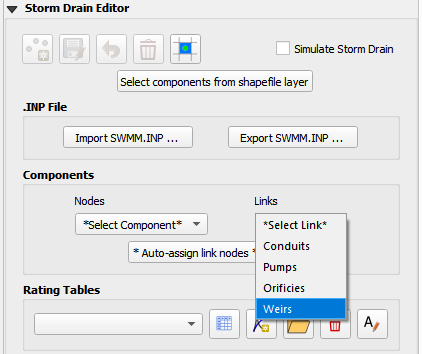 Storm Drain Editor
Simulate Storm Drain
Select components from shapefile layer
.INP File
Import SWMM.INP ...
Export SWMM.INP ...
Components
Nodes
Links
*Select Component*
*Select Link*
Conduits
* Auto-assign link nodes *
Pumps
Orificies
Rating Tables
Weirs